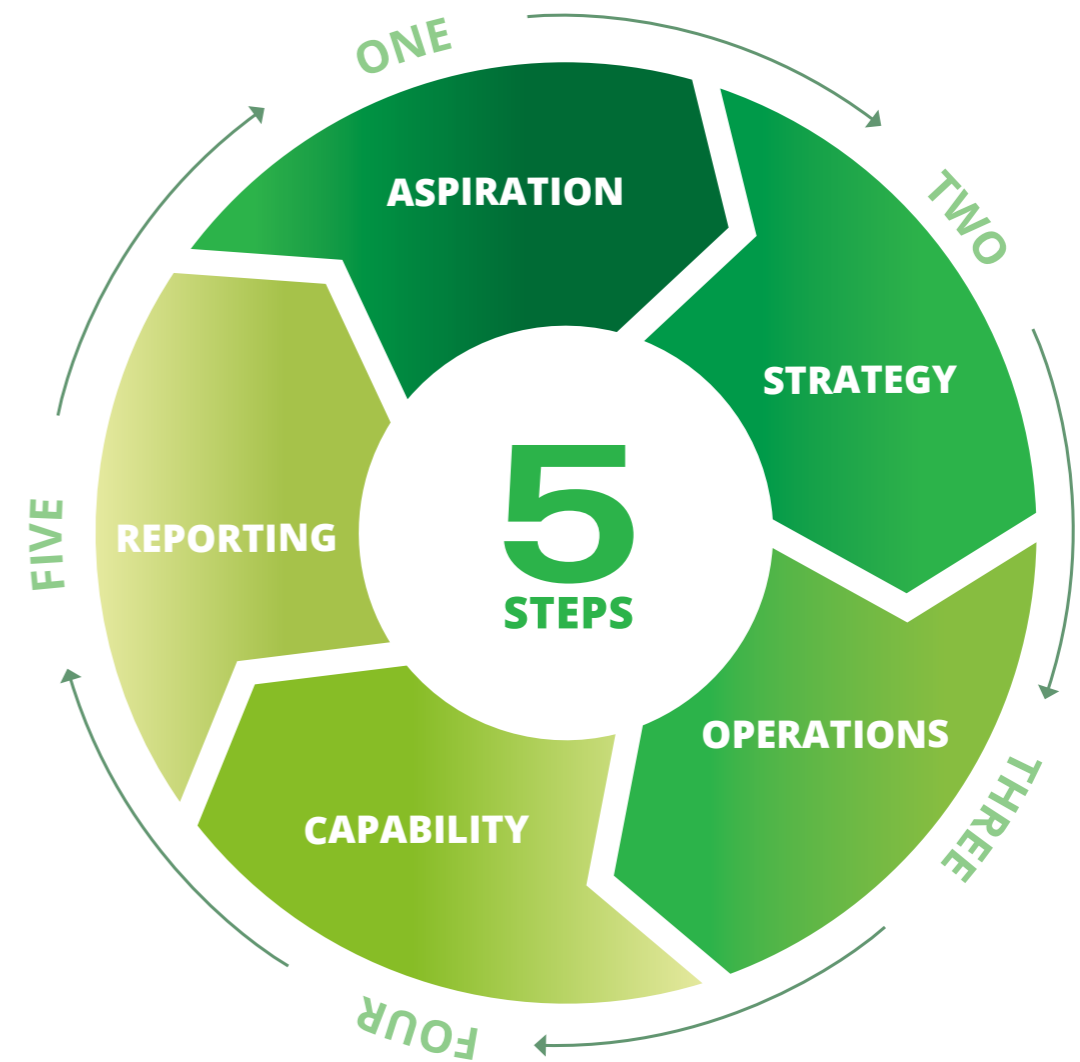 ONE
ASPIRATION
TWO
STRATEGY
THREE
OPERATIONS
FOUR
CAPABILITY
FIVE
REPORTING
5
STEPS